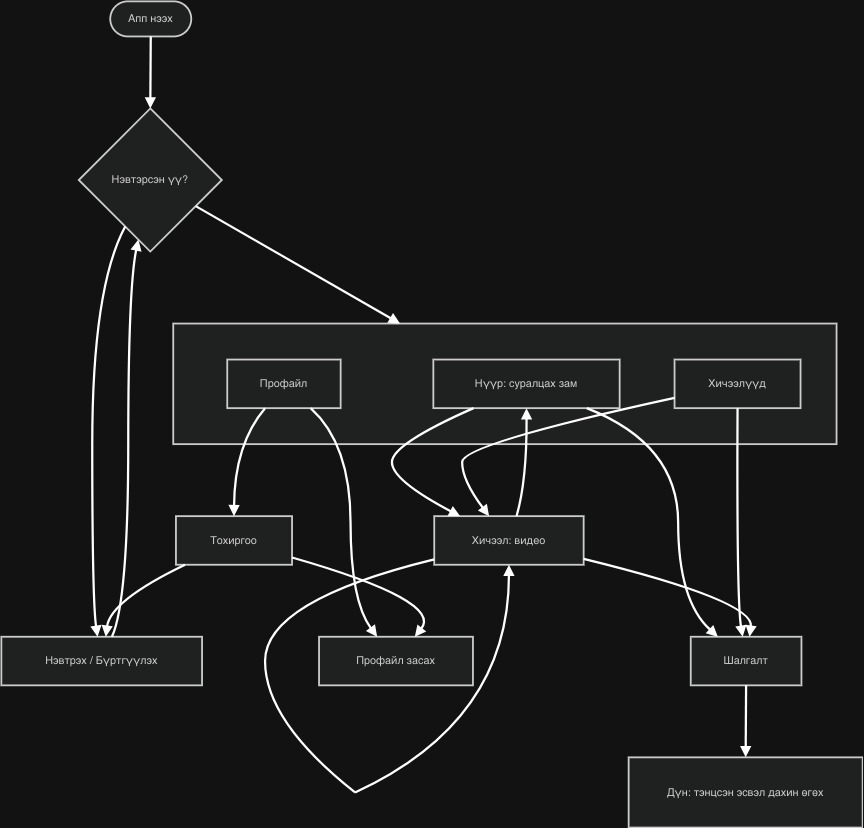 Апп нээх
Нэвтэрсэн үү?
Профайл
Нүүр: суралцах зам
Хичээлүүд
Тохиргоо
Хичээл: видео
Нэвтрэх / Бүртгүүлэх
Профайл засах
Шалгалт
Дүн: тэнцсэн эсвэл дахин өгөх